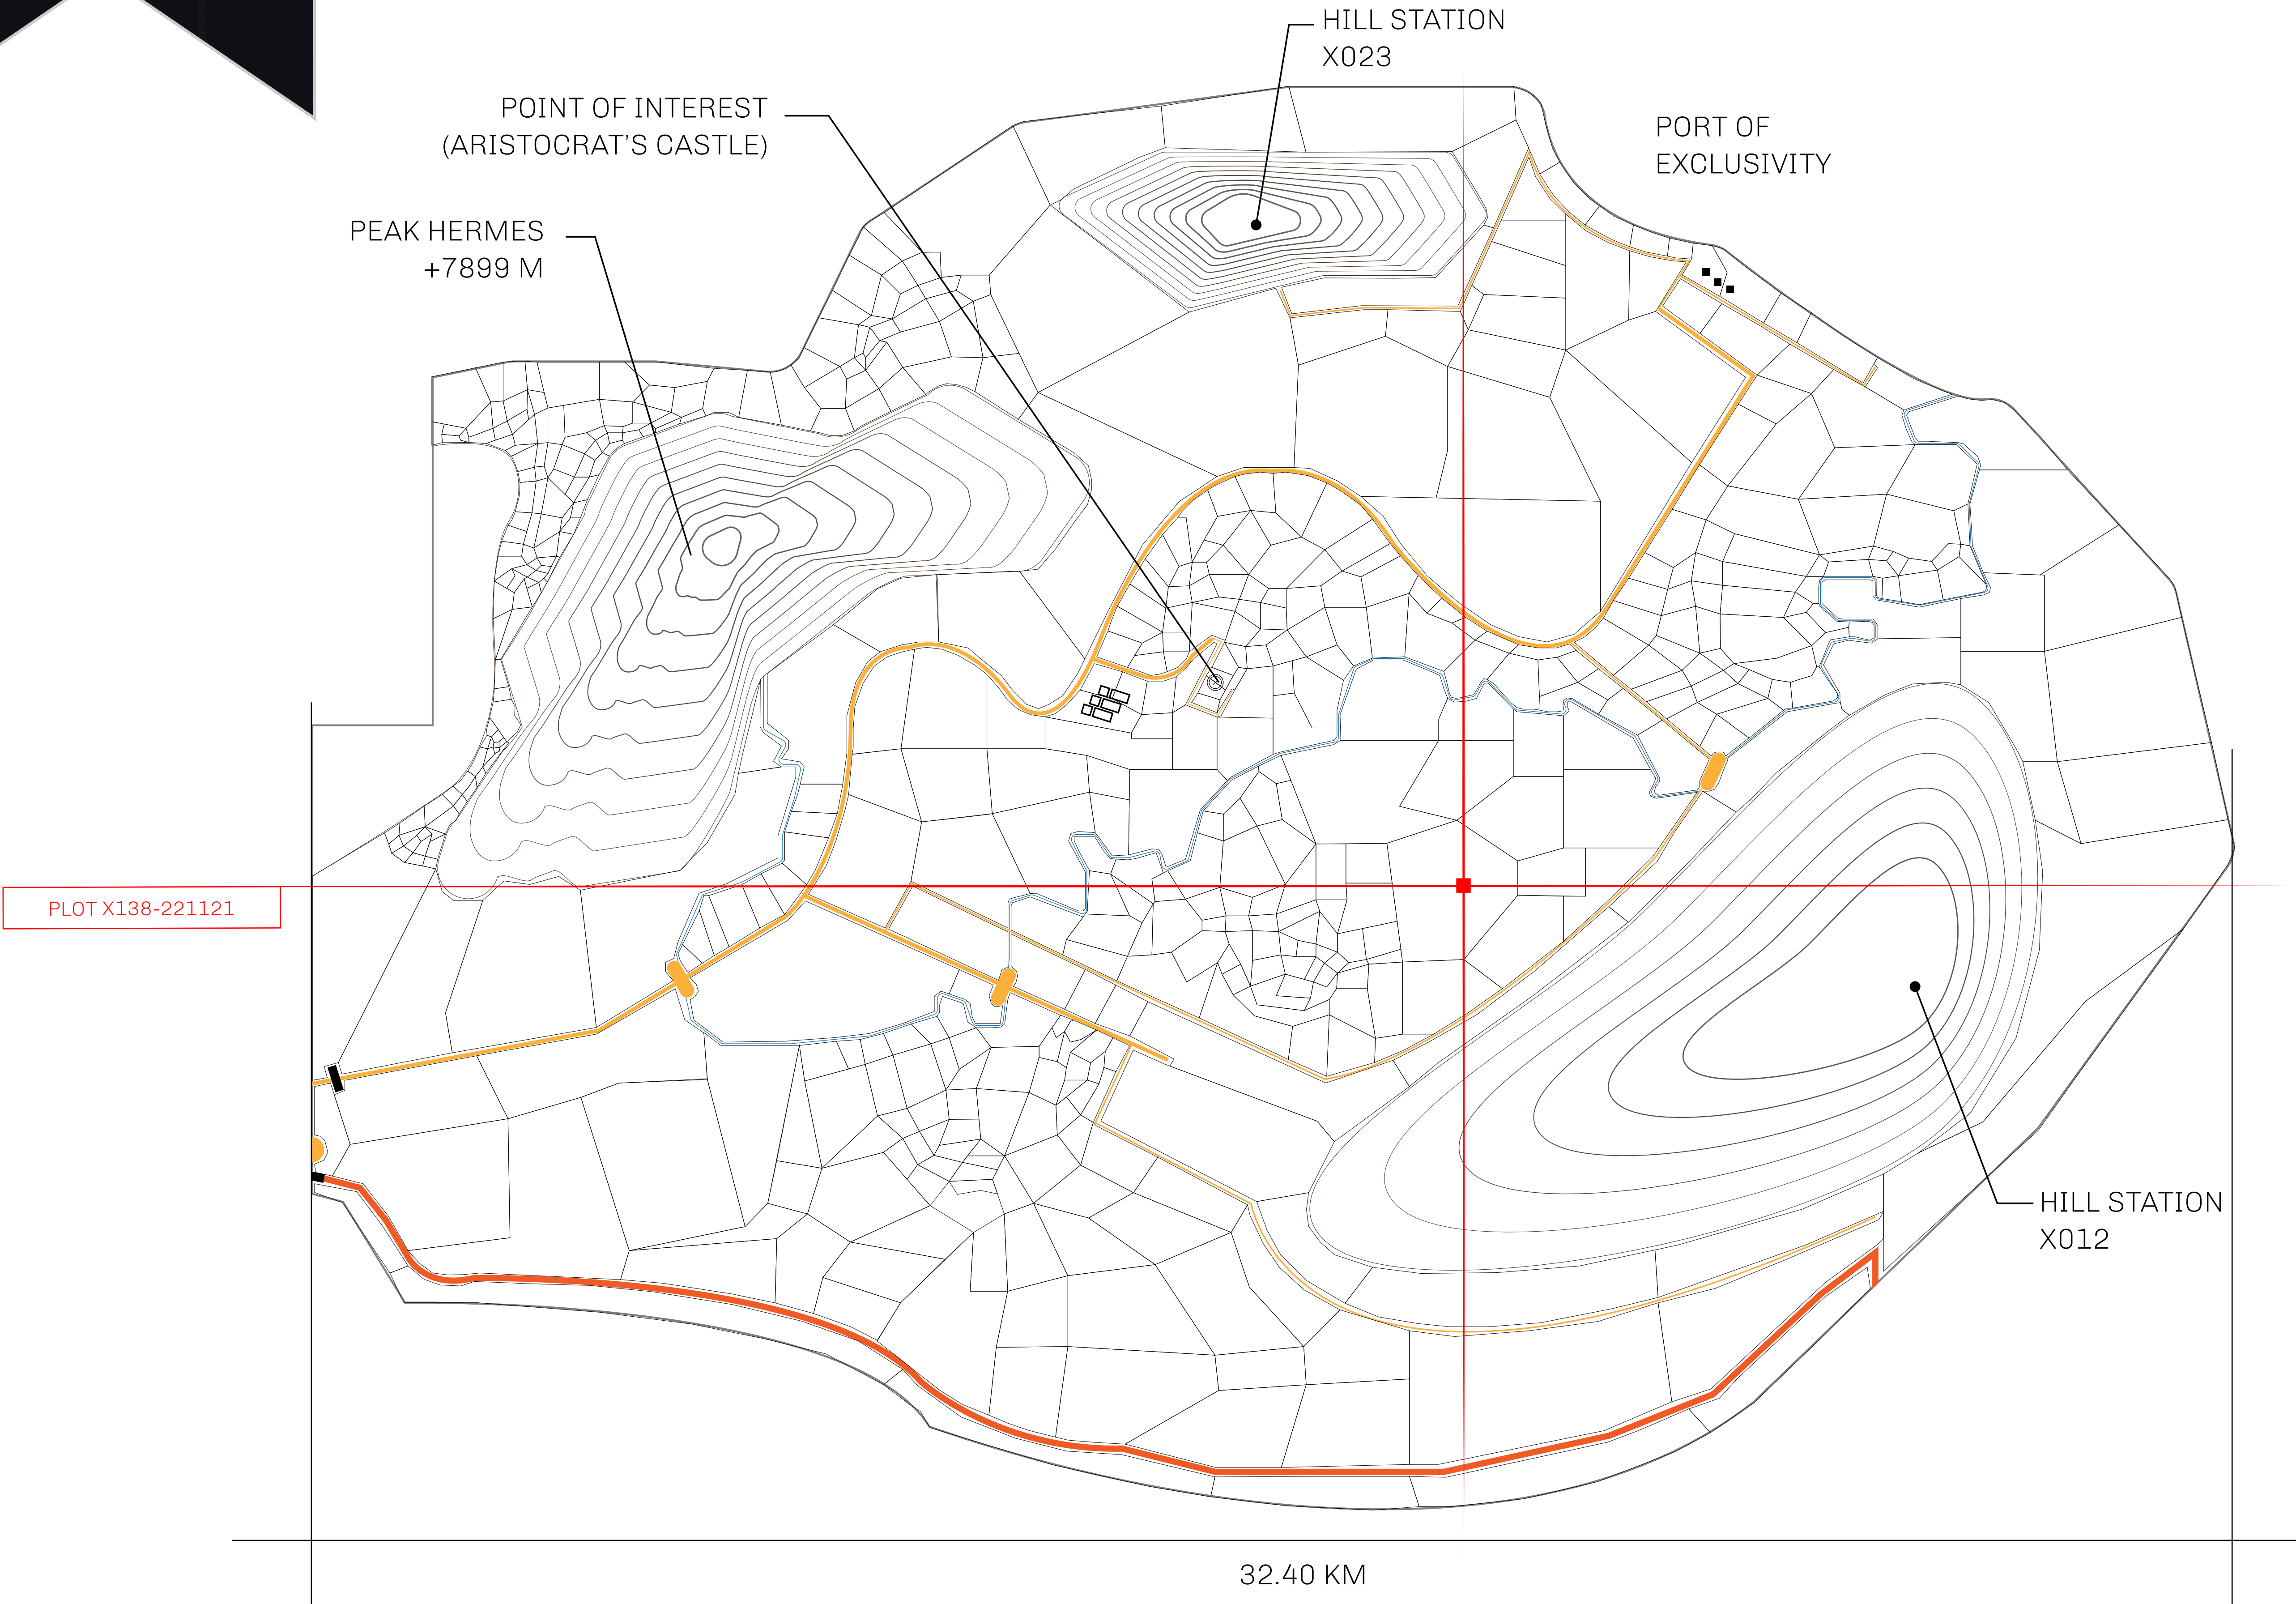 HILL STATION
X023
POINT OF INTEREST
(ARISTOCRAT'S CASTLE)
PORT OF
EXCLUSIVITY
PEAK HERMES
+7899 M
PLOT X138-221121
HILL STATION
X012
32.40 KM